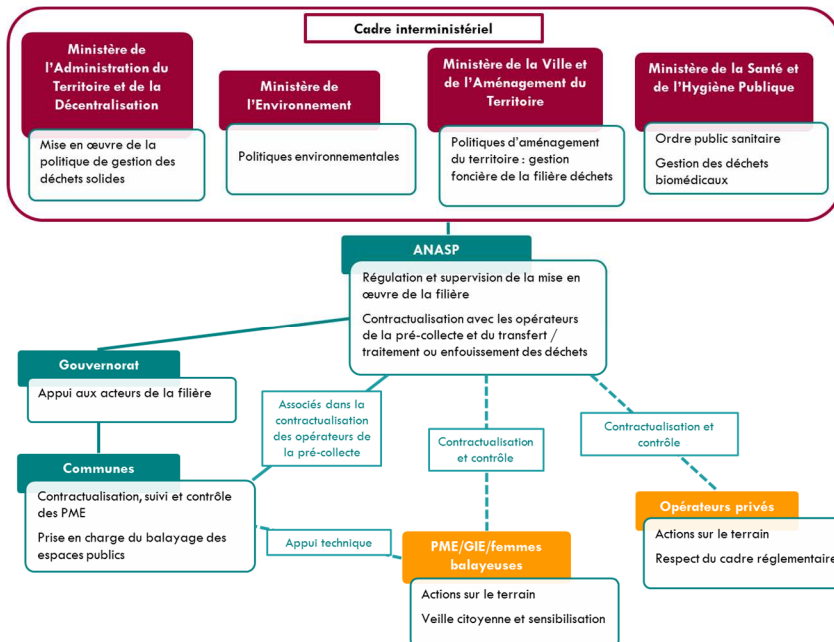 Cadre interministériel
Ministère de
l'Administration du
Territoire et de la
Décentralisation
Mise en œuvre de la
politique de gestion des
déchets solides
Ministère de
l'Environnement
Politiques environnementales
Ministère de la Ville et
de l'Aménagement du
Territoire
Politiques d'aménagement
du territoire : gestion
foncière de la filière déchets
Ministère de la Santé et
de l'Hygiène Publique
Ordre public sanitaire
Gestion des déchets
biomédicaux
ANASP
Régulation et supervision de la mise en
œuvre de la filière
Contractualisation avec les opérateurs
de la pré-collecte et du transfert /
traitement ou enfouissement des déchets
Gouvernorat
Appui aux acteurs de la filière
Associés dans la
contractualisation
des opérateurs de
la pré-collecte
Contractualisation
et contrôle
Contractualisation et
contrôle
Communes
Contractualisation, suivi et contrôle
des PME
Prise en charge du balayage des
espaces publics
Appui technique
PME/GIE/femmes
balayeuses
Actions sur le terrain
Veille citoyenne et sensibilisation
Opérateurs privés
Actions sur le terrain
Respect du cadre réglementaire